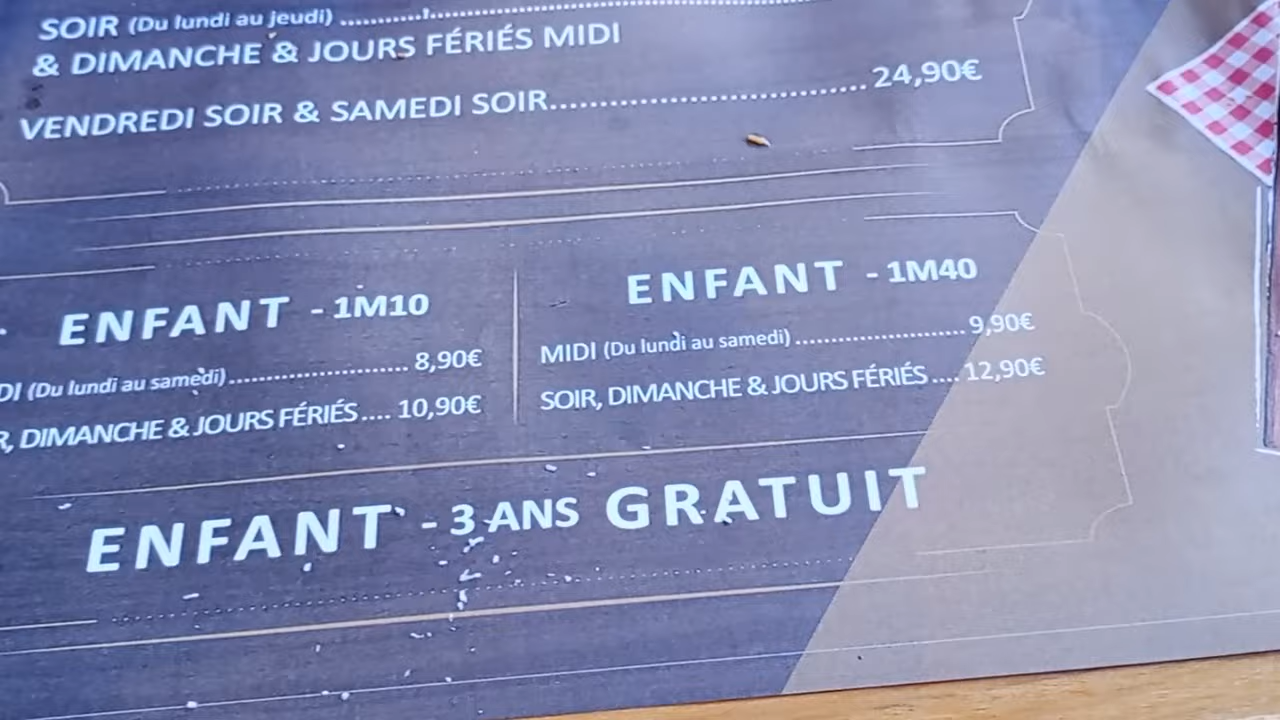 SOIR (Du lundi au jeudi) ........................
& DIMANCHE & JOURS FÉRIÉS MIDI
VENDREDI SOIR & SAMEDI SOIR................................ 24,90€
ENFANT - 1M10
(Du lundi au samedi)........................ 8,90€
DIMANCHE & JOURS FÉRIÉS .... 10,90€
ENFANT - 1M40
MIDI (Du lundi au samedi) ...................... 9,90€
SOIR, DIMANCHE & JOURS FÉRIÉS .... 12,90€
ENFANT - 3 ANS GRATUIT